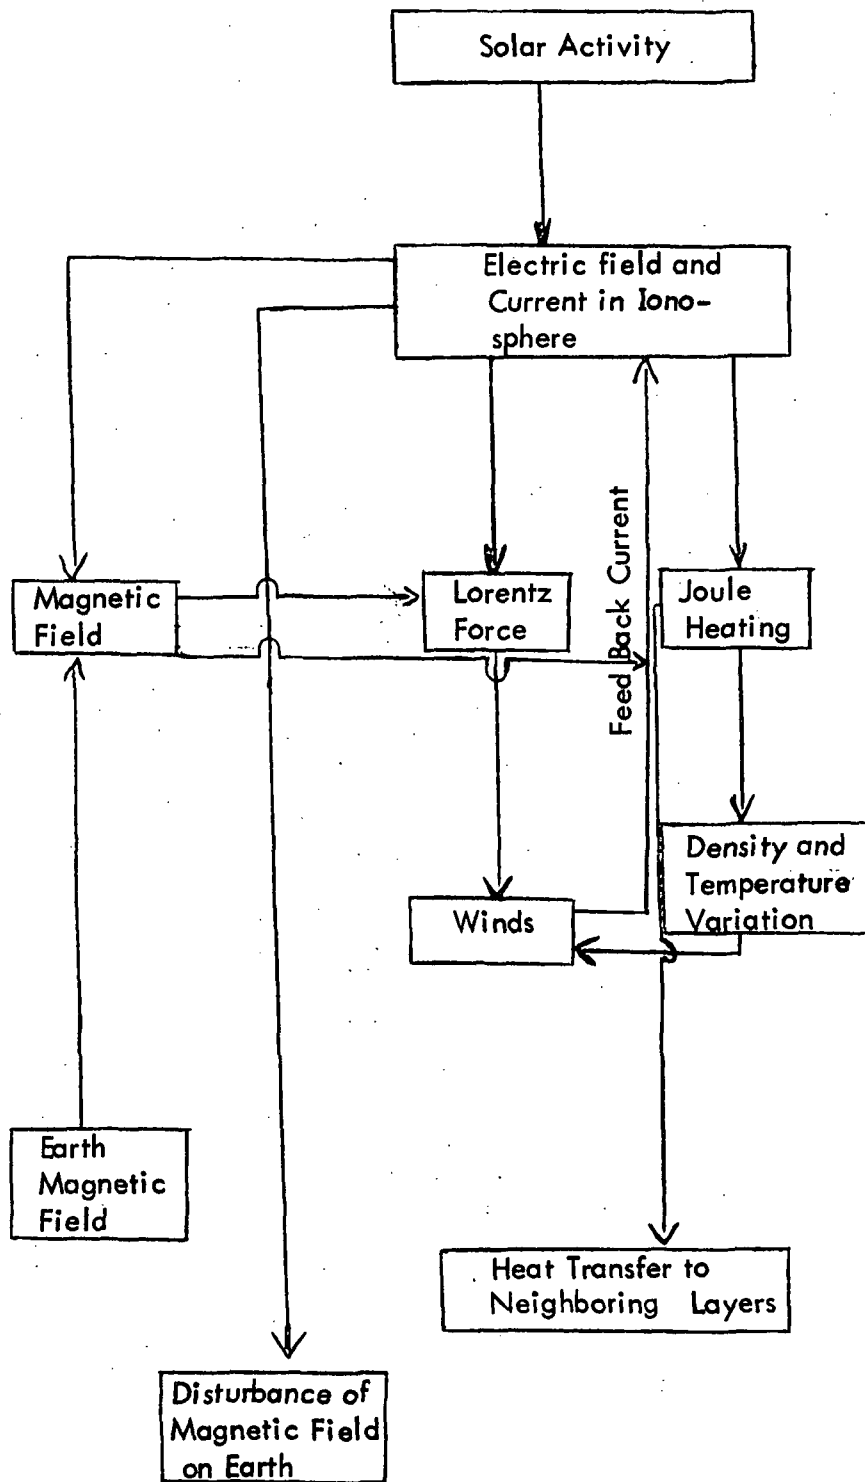 Solar Activity
Electric field and
Current in Iono-
sphere
Feed Back Current
Magnetic
Field
Lorentz
Force
Joule
Heating
Density and
Temperature
Variation
Winds
Earth
Magnetic
Field
Heat Transfer to
Neighboring Layers
Disturbance of
Magnetic Field
on Earth